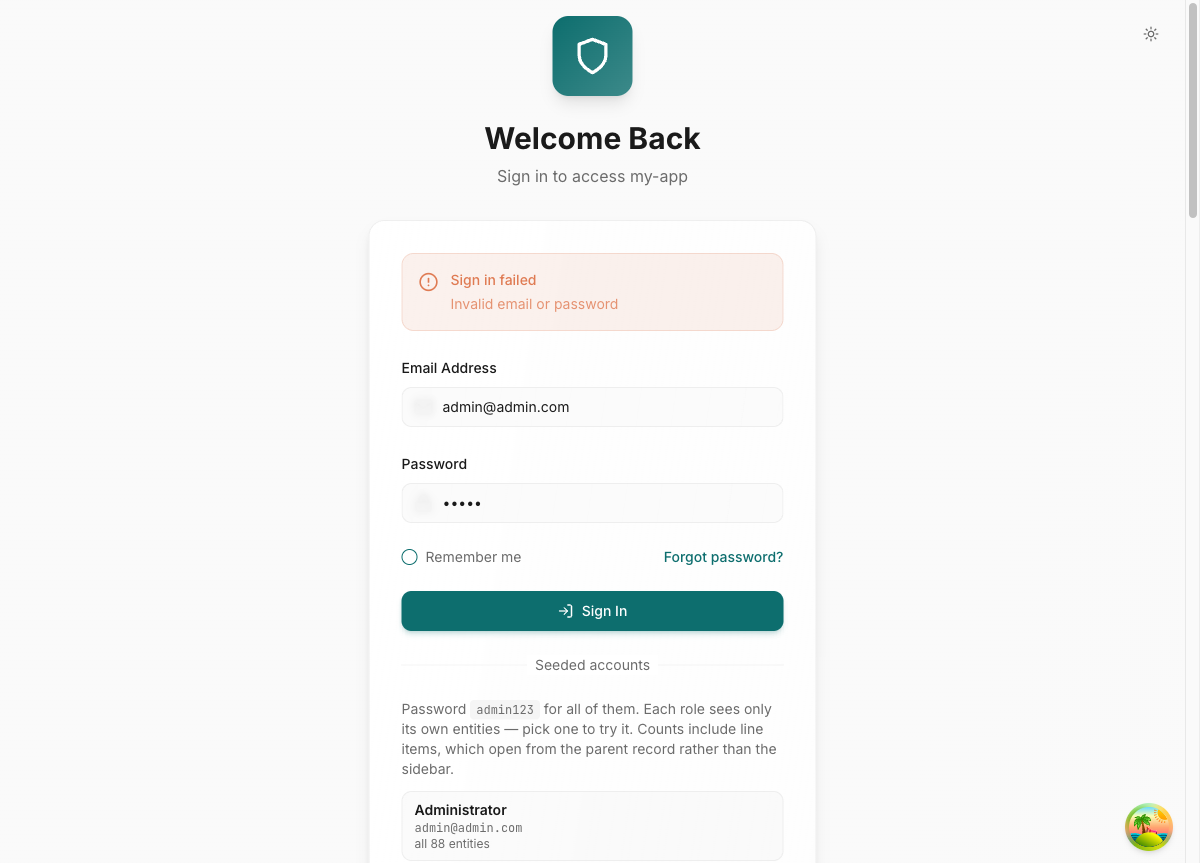 Welcome Back
Sign in to access my-app
Sign in failed
Invalid email or password
Email Address
admin@admin.com
Password
•••••
Remember me
Forgot password?
Sign In
Seeded accounts
Password admin123 for all of them. Each role sees only
its own entities — pick one to try it. Counts include line
items, which open from the parent record rather than the
sidebar.
Administrator
admin@admin.com
all 88 entities